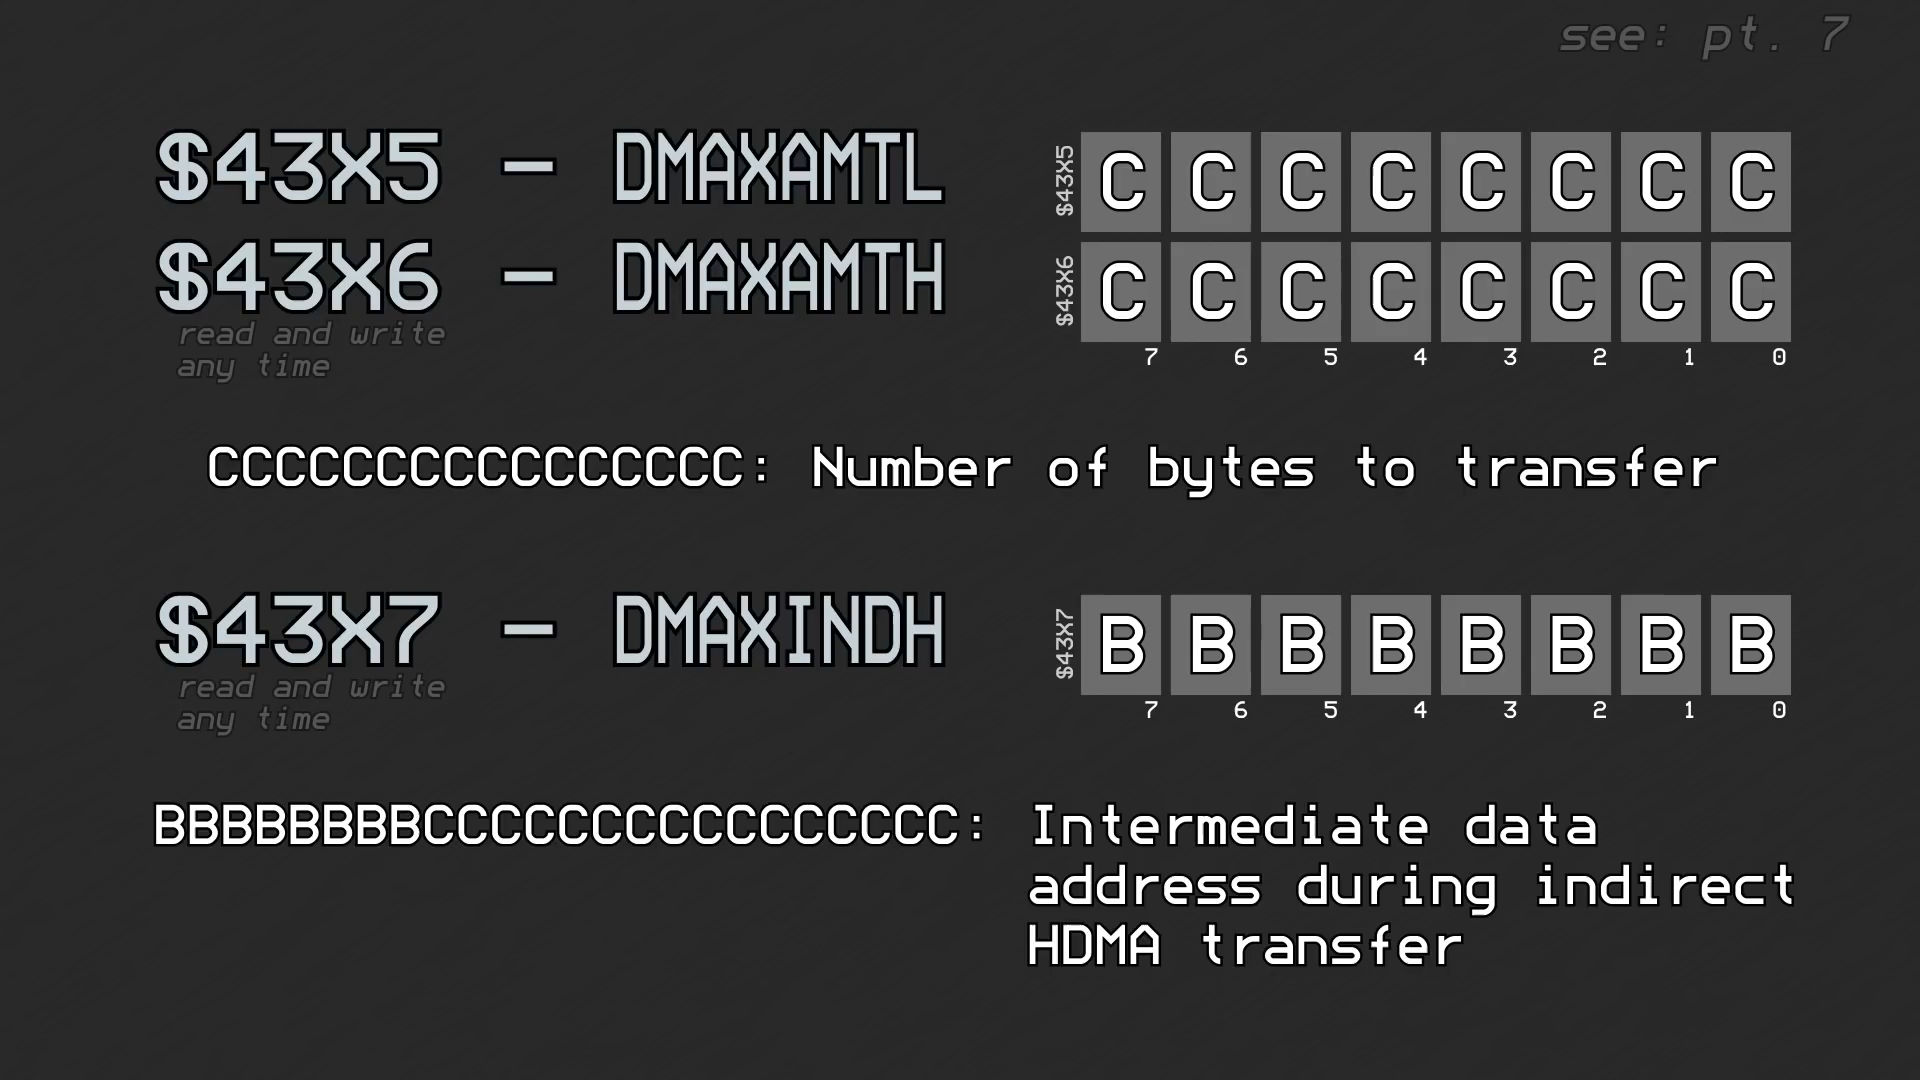 see: pt. 7
$43X5 - DMAXAMTL
$43X5 C C C C C C C C
$43X6 - DMAXAMTH
$43X6 C C C C C C C C
read and write
any time
7 6 5 4 3 2 1 0
CCCCCCCCCCCCCCCC: Number of bytes to transfer
$43X7 - DMAXINDH
$43X7 B B B B B B B B
read and write
any time
7 6 5 4 3 2 1 0
BBBBBBBBCCCCCCCCCCCCCCCC: Intermediate data
address during indirect
HDMA transfer